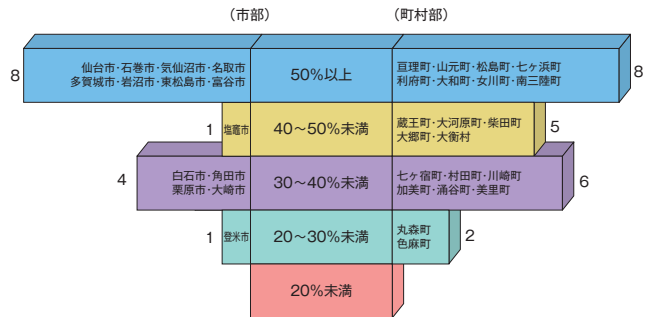 （市部）
（町村部）
8
仙台市・石巻市・気仙沼市・名取市
多賀城市・岩沼市・東松島市・富谷市
50％以上
亘理町・山元町・松島町・七ヶ浜町
利府町・大和町・女川町・南三陸町
8
1
塩竈市
40〜50％未満
蔵王町・大河原町・柴田町
大郷町・大衡村
5
4
白石市・角田市
栗原市・大崎市
30〜40％未満
七ヶ宿町・村田町・川崎町
加美町・涌谷町・美里町
6
1
登米市
20〜30％未満
丸森町
色麻町
2
20％未満